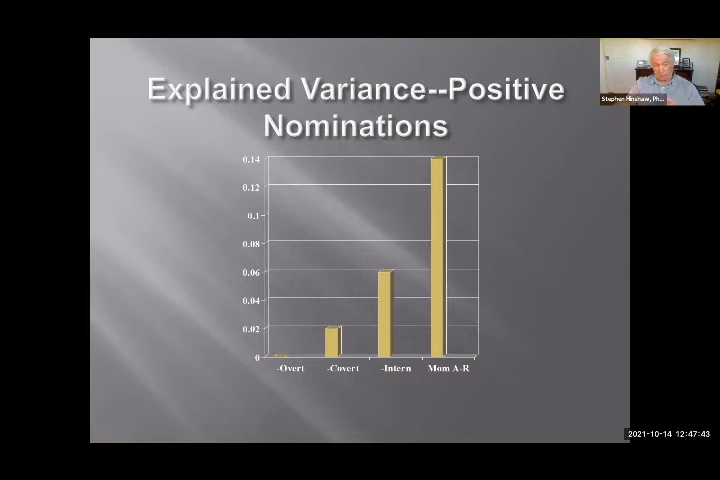 Explained Variance--Positive
Nominations
Stephen Hinshaw, Ph...
0.14
0.12
0.1
0.08
0.06
0.04
0.02
0
-Overt
-Covert
-Intern
Mom A-R
2021-10-14 12:47:43